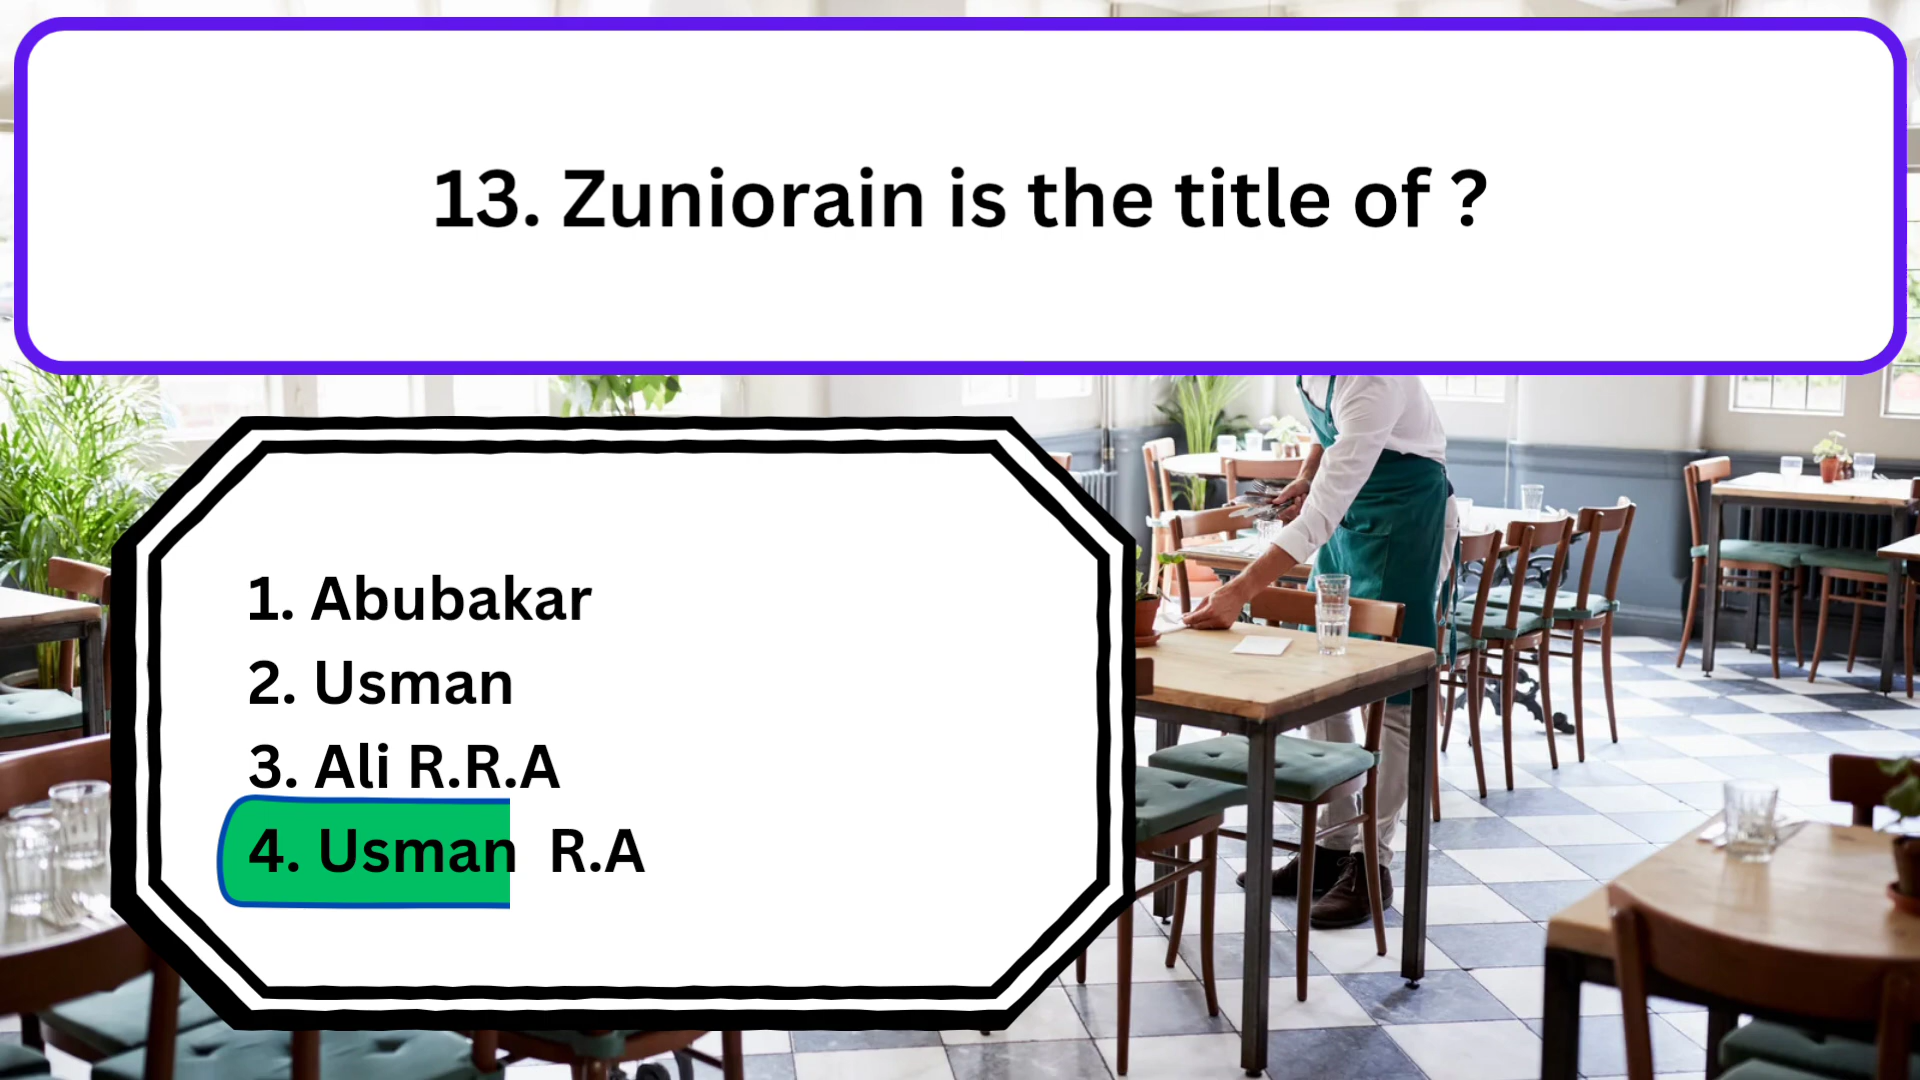 13. Zuniorain is the title of ?
1. Abubakar
2. Usman
3. Ali R.R.A
4. Usman  R.A